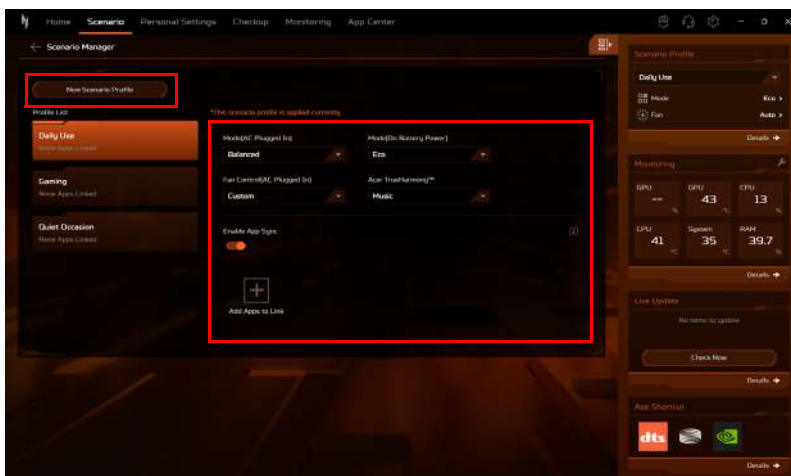 Home Scenario Personal Settings Checkup Monitoring App Center
Scenario Manager
New Scenario Profile
Profile List
Daily Use
None Apps Linked
Gaming
None Apps Linked
Quiet Occasion
None Apps Linked
*This scenario profile is applied currently
Mode(AC Plugged In)
Mode(On Battery Power)
Balanced
Eco
Fan Control(AC Plugged In)
Acer TrueHarmony™
Custom
Music
Enable App Sync
Add Apps to Link
Scenario Profile
Daily Use
Mode Eco >
Fan Auto >
Details
Monitoring
GPU GPU CPU
-- 43 13
% °C %
CPU System RAM
41 35 39.7
°C °C %
Details
Live Update
No items to update
Check Now
Details
App Shortcut
dts
Details